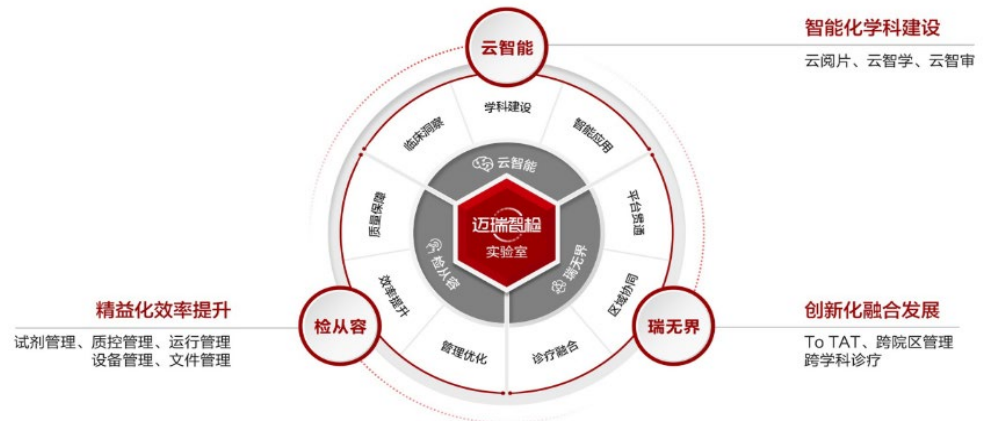 云智能
智能化学科建设
云阅片、云智学、云智审
学科建设
临床洞察
智能应用
云智能
质量保障
平台贯通
迈瑞智检
实验室
检从容
瑞无界
效率提升
区域协同
管理优化
诊疗融合
精益化效率提升
检从容
试剂管理、质控管理、运行管理
设备管理、文件管理
瑞无界
创新化融合发展
To TAT、跨院区管理
跨学科诊疗